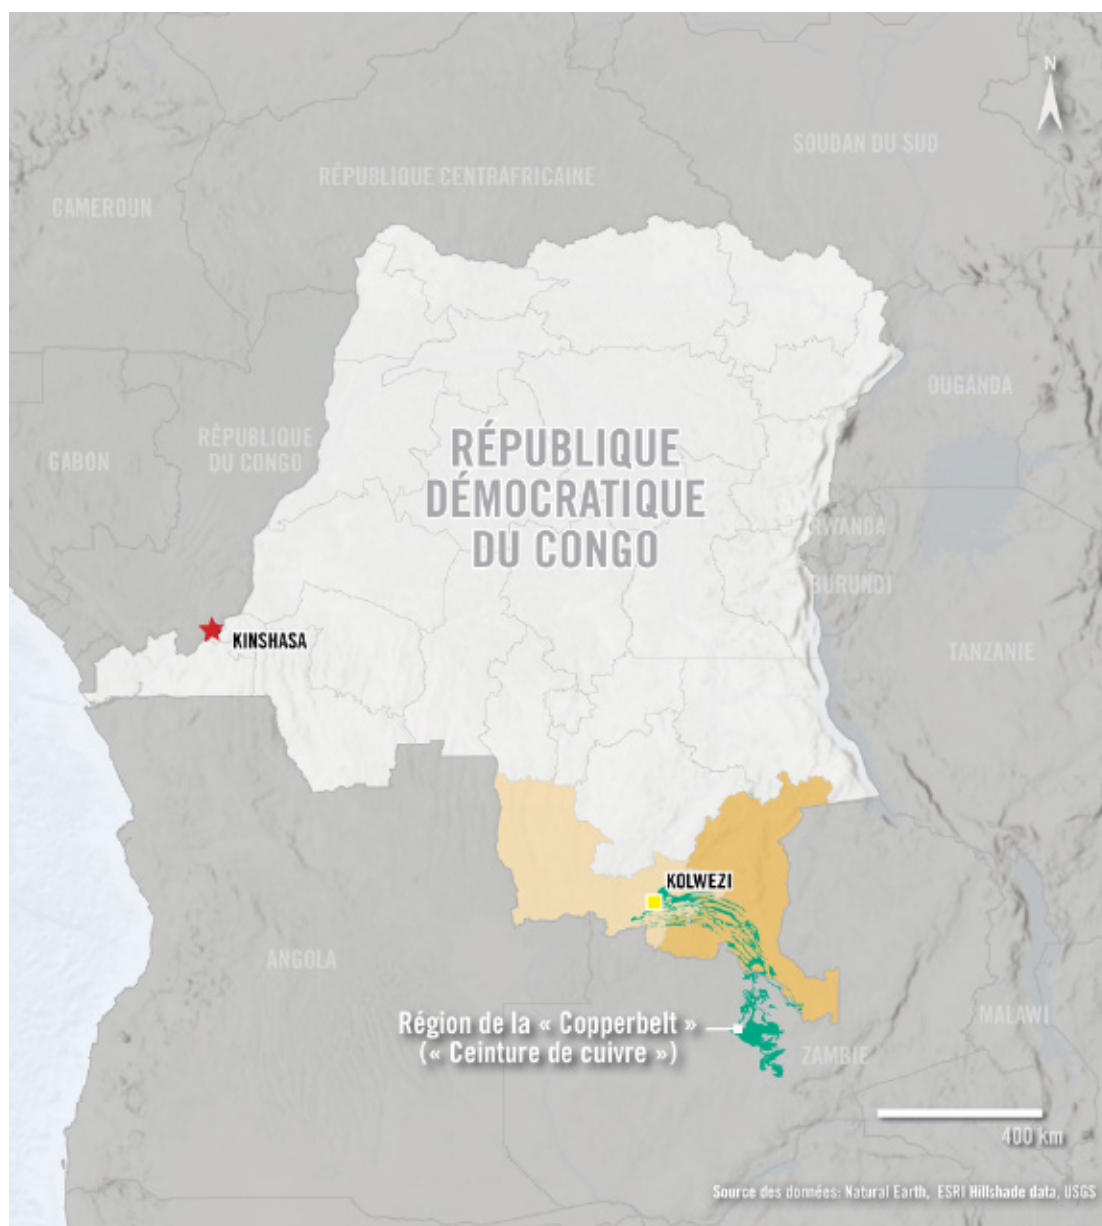 N
SOUDAN DU SUD
RÉPUBLIQUE CENTRAFRICAINE
CAMEROUN
OUGANDA
RÉPUBLIQUE
DU CONGO
GABON
RÉPUBLIQUE
DÉMOCRATIQUE
DU CONGO
RWANDA
BURUNDI
KINSHASA
TANZANIE
KOLWEZI
ANGOLA
Région de la « Copperbelt »
(« Ceinture de cuivre »)
MALAWI
ZAMBIE
400 km
Source des données: Natural Earth, ESRI Hillshade data, USGS